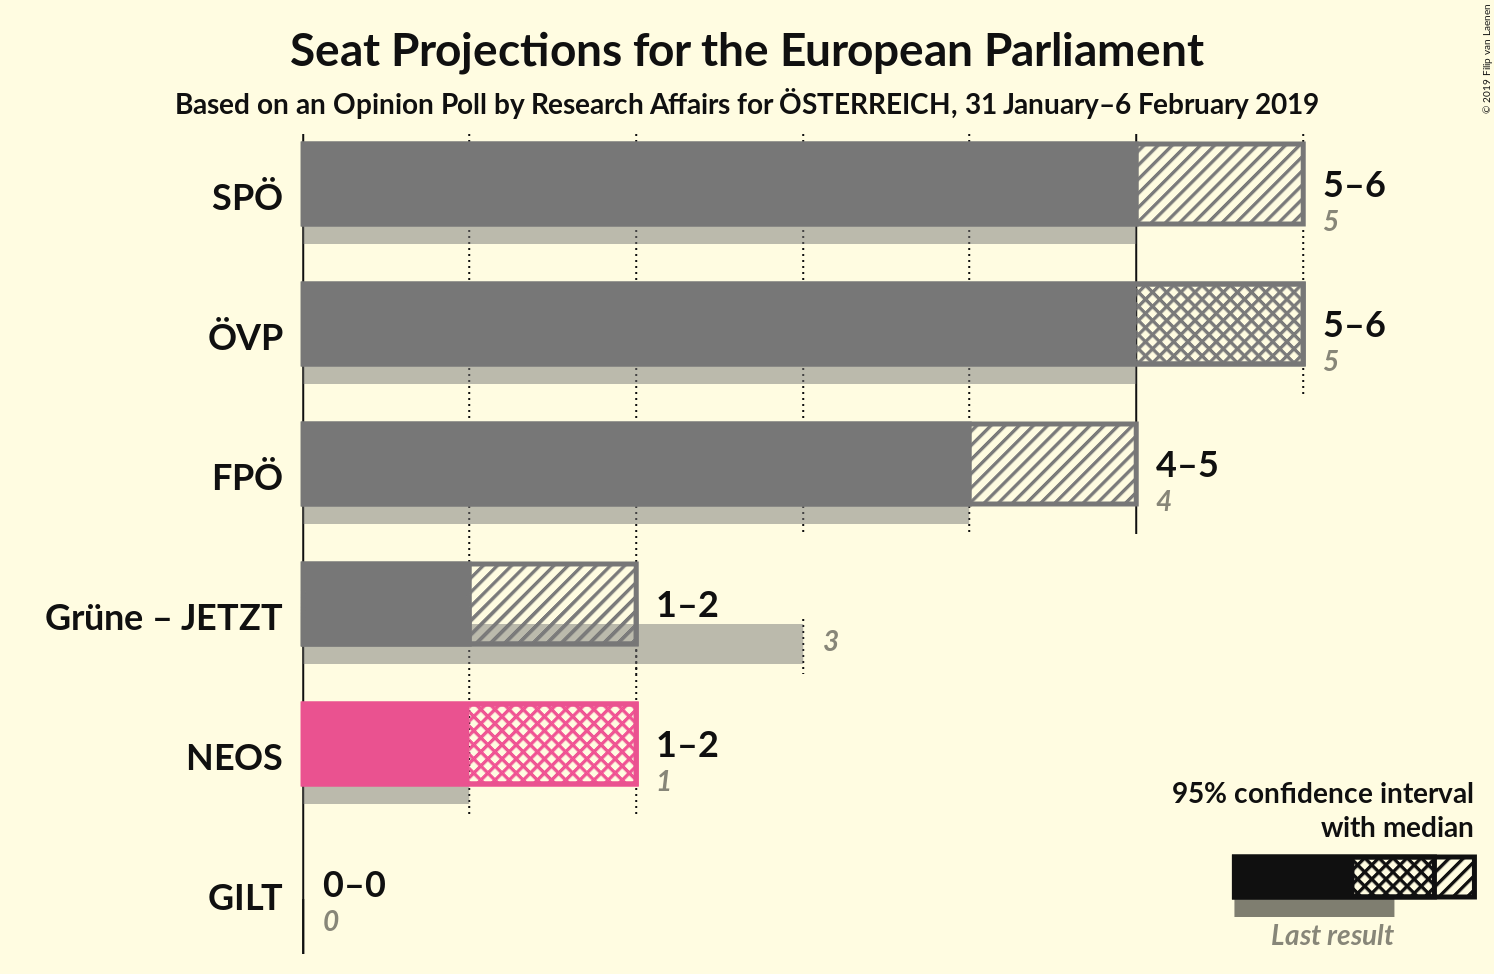 Seat Projections for the European Parliament
Based on an Opinion Poll by Research Affairs for ÖSTERREICH, 31 January–6 February 2019
© 2019 Filip van Laenen
SPÖ
5–6
5
ÖVP
5–6
5
FPÖ
4–5
4
Grüne – JETZT
1–2
3
NEOS
1–2
1
GILT
0–0
0
95% confidence interval
with median
Last result